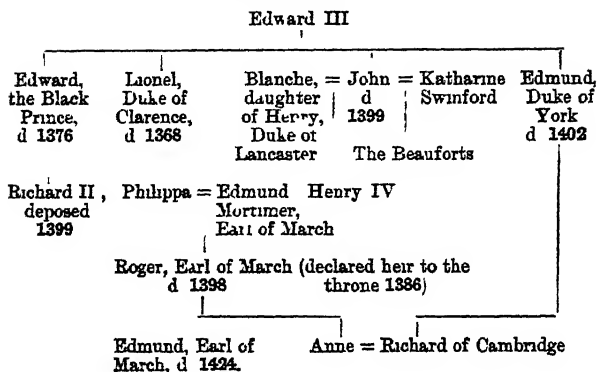 Edward III
Edward, the Black Prince, d 1376
Lionel, Duke of Clarence, d 1368
Blanche, daughter of Henry, Duke of Lancaster
= John d 1399 =
Katharine Swinford
Edmund, Duke of York d 1402
The Beauforts
Richard II, deposed 1399
Philippa = Edmund Mortimer, Earl of March
Henry IV
Roger, Earl of March (declared heir to the
d 1398 throne 1386)
Edmund, Earl of March, d 1424.
Anne = Richard of Cambridge